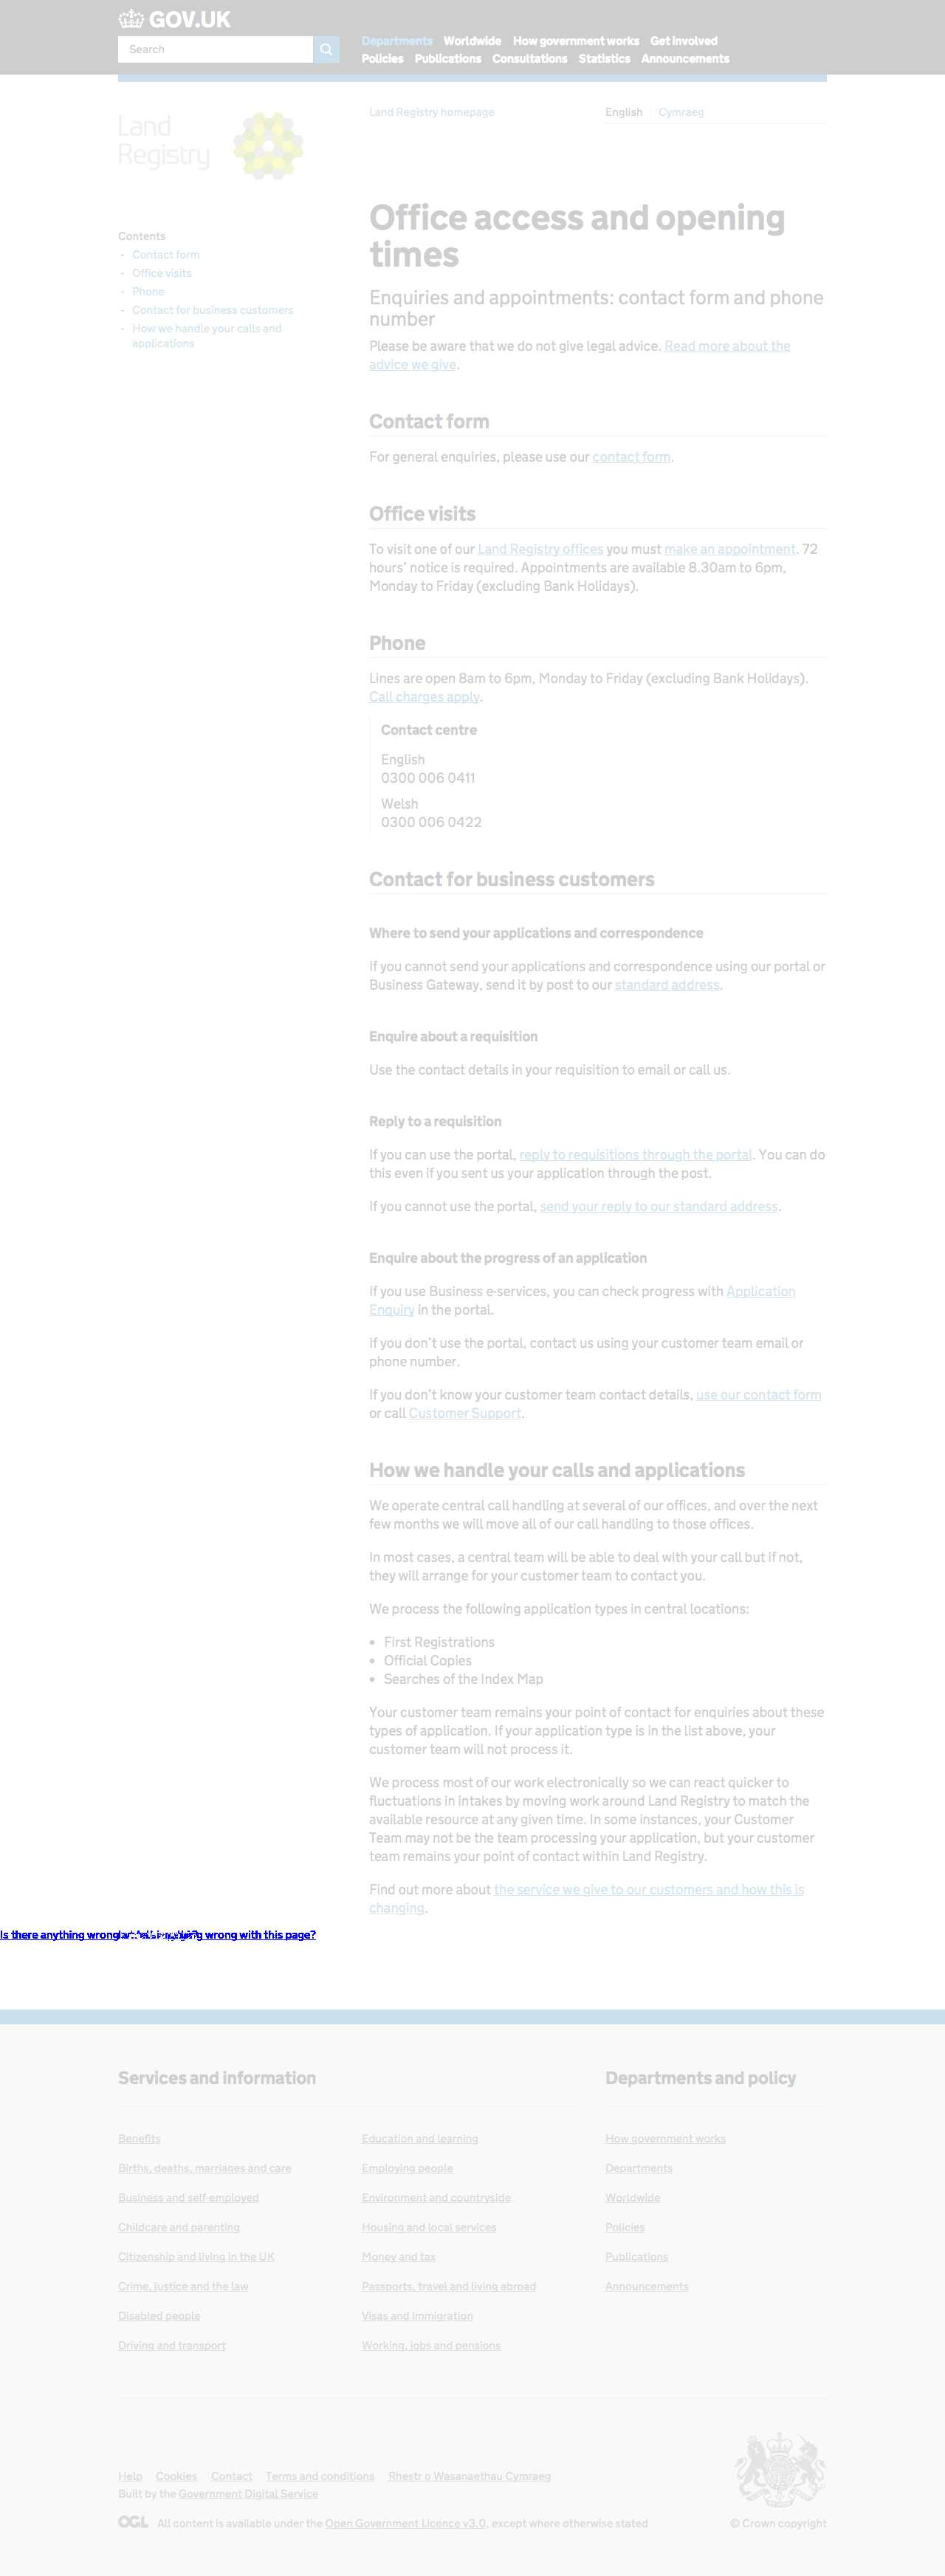 GOV.UK
Search
Departments Worldwide How government works Get involved
Policies Publications Consultations Statistics Announcements
Land
Registry
Land Registry homepage
English Cymraeg
Office access and opening
times
Contents
- Contact form
- Office visits
- Phone
- Contact for business customers
- How we handle your calls and
applications
Enquiries and appointments: contact form and phone
number
Please be aware that we do not give legal advice. Read more about the
advice we give.
Contact form
For general enquiries, please use our contact form.
Office visits
To visit one of our Land Registry offices you must make an appointment. 72
hours’ notice is required. Appointments are available 8.30am to 6pm,
Monday to Friday (excluding Bank Holidays).
Phone
Lines are open 8am to 6pm, Monday to Friday (excluding Bank Holidays).
Call charges apply.
Contact centre
English
0300 006 0411
Welsh
0300 006 0422
Contact for business customers
Where to send your applications and correspondence
If you cannot send your applications and correspondence using our portal or
Business Gateway, send it by post to our standard address.
Enquire about a requisition
Use the contact details in your requisition to email or call us.
Reply to a requisition
If you can use the portal, reply to requisitions through the portal. You can do
this even if you sent us your application through the post.
If you cannot use the portal, send your reply to our standard address.
Enquire about the progress of an application
If you use Business e-services, you can check progress with Application
Enquiry in the portal.
If you don’t use the portal, contact us using your customer team email or
phone number.
If you don’t know your customer team contact details, use our contact form
or call Customer Support.
How we handle your calls and applications
We operate central call handling at several of our offices, and over the next
few months we will move all of our call handling to those offices.
In most cases, a central team will be able to deal with your call but if not,
they will arrange for your customer team to contact you.
We process the following application types in central locations:
• First Registrations
• Official Copies
• Searches of the Index Map
Your customer team remains your point of contact for enquiries about these
types of application. If your application type is in the list above, your
customer team will not process it.
We process most of our work electronically so we can react quicker to
fluctuations in intakes by moving work around Land Registry to match the
available resource at any given time. In some instances, your Customer
Team may not be the team processing your application, but your customer
team remains your point of contact within Land Registry.
Find out more about the service we give to our customers and how this is
changing.
Is there anything wrong wrong with this page?
Services and information
Departments and policy
Benefits
Births, deaths, marriages and care
Business and self-employed
Childcare and parenting
Citizenship and living in the UK
Crime, justice and the law
Disabled people
Driving and transport
Education and learning
Employing people
Environment and countryside
Housing and local services
Money and tax
Passports, travel and living abroad
Visas and immigration
Working, jobs and pensions
How government works
Departments
Worldwide
Policies
Publications
Announcements
Help Cookies Contact Terms and conditions Rhestr o Wasanaethau Cymraeg
Built by the Government Digital Service
OGL All content is available under the Open Government Licence v3.0, except where otherwise stated
© Crown copyright